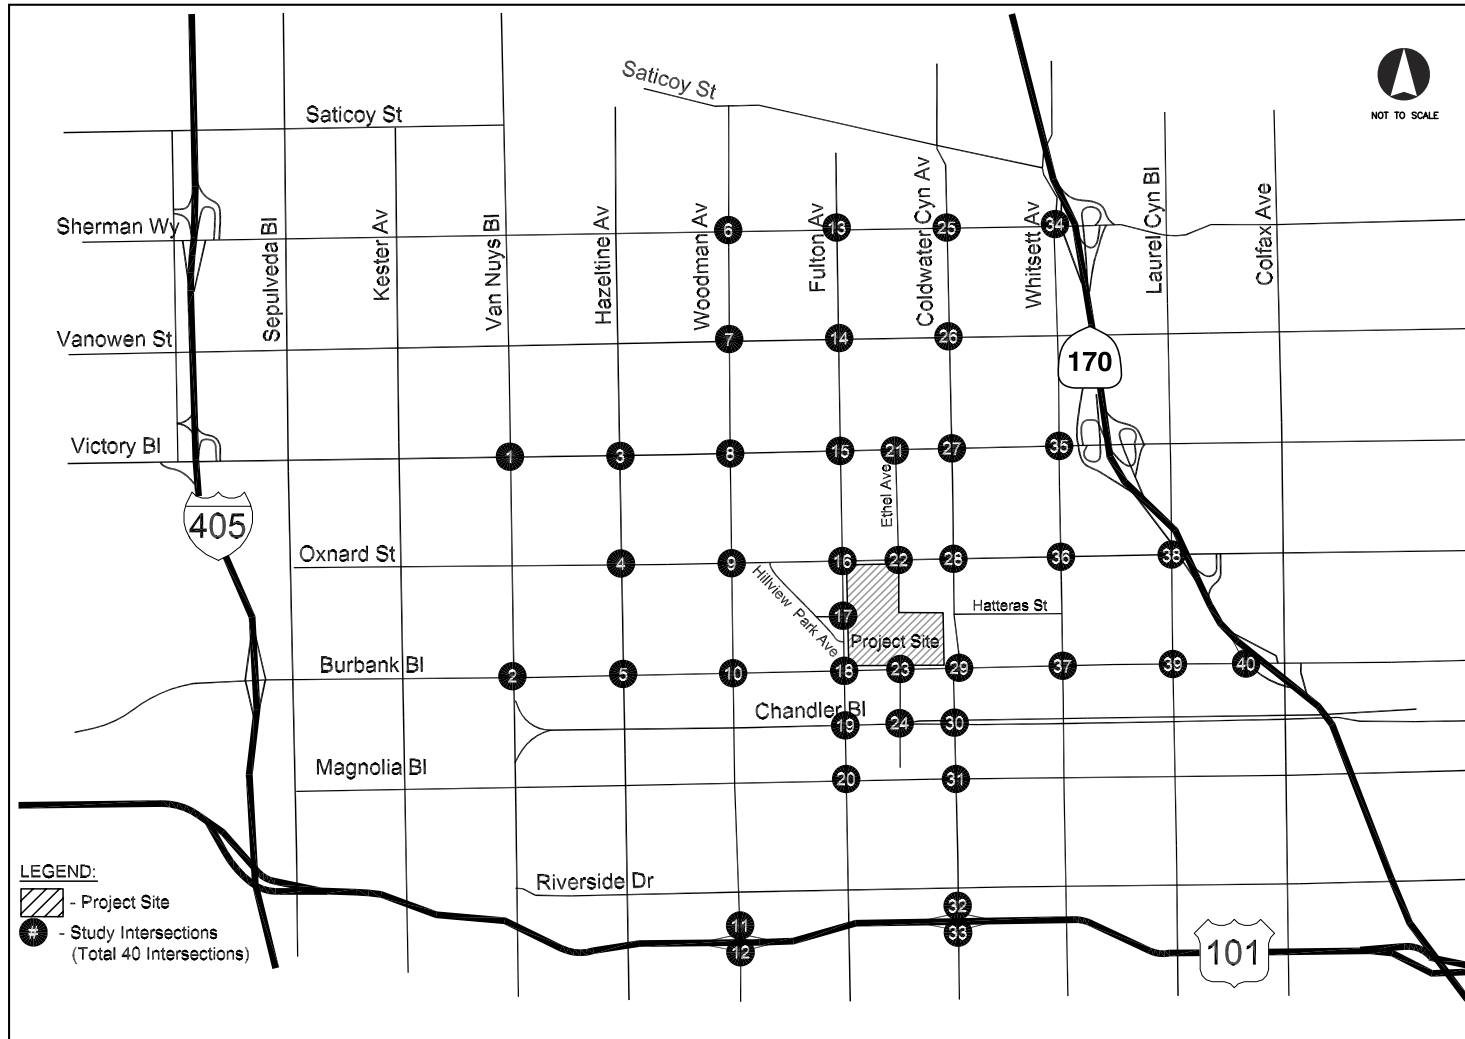 Saticoy St
NOT TO SCALE
Saticoy St
Sherman Wy
Sepulveda Bl
Kester Av
Van Nuys Bl
Hazeltine Av
Woodman Av
Fulton Av
Coldwater Cyn Av
Whitsett Av
Laurel Cyn Bl
Colfax Ave
6
13
25
34
Vanowen St
7
14
26
170
Victory Bl
1
3
8
15
21
27
35
Ethel Ave
405
Oxnard St
4
9
16
22
28
36
38
Hillview Park Ave
17
Hatteras St
Project Site
Burbank Bl
2
5
10
18
23
29
37
39
40
Chandler Bl
19
24
30
Magnolia Bl
20
31
LEGEND:
- Project Site
# - Study Intersections
(Total 40 Intersections)
Riverside Dr
11
12
32
33
101